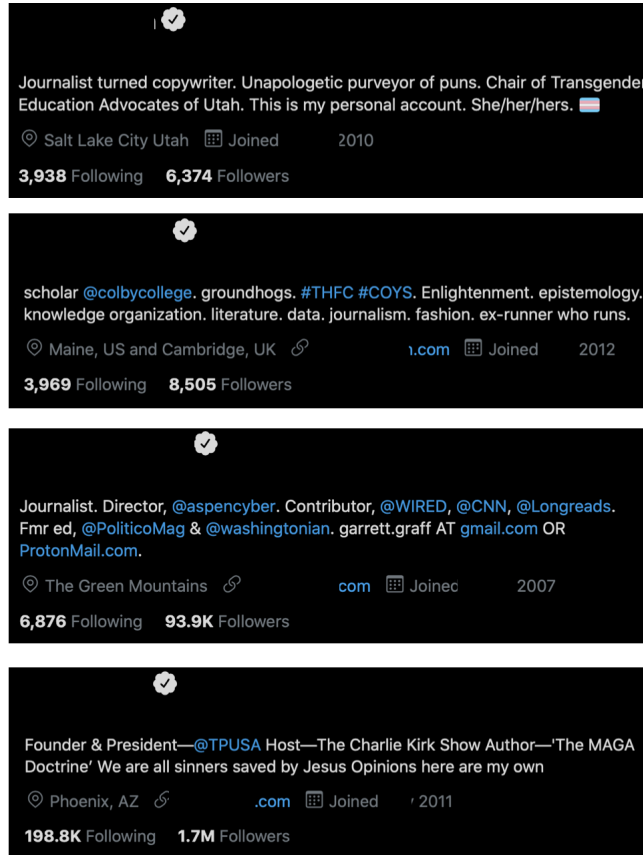 Journalist turned copywriter. Unapologetic purveyor of puns. Chair of Transgender
Education Advocates of Utah. This is my personal account. She/her/hers.
Salt Lake City Utah Joined 2010
3,938 Following 6,374 Followers
scholar @colbycollege. groundhogs. #THFC #COYS. Enlightenment. epistemology.
knowledge organization. literature. data. journalism. fashion. ex-runner who runs.
Maine, US and Cambridge, UK .com Joined 2012
3,969 Following 8,505 Followers
Journalist. Director, @aspencyber. Contributor, @WIRED, @CNN, @Longreads.
Fmr ed, @PoliticoMag & @washingtonian. garrett.graff AT gmail.com OR
ProtonMail.com.
The Green Mountains com Joined 2007
6,876 Following 93.9K Followers
Founder & President—@TPUSA Host—The Charlie Kirk Show Author—'The MAGA
Doctrine’ We are all sinners saved by Jesus Opinions here are my own
Phoenix, AZ .com Joined 2011
198.8K Following 1.7M Followers